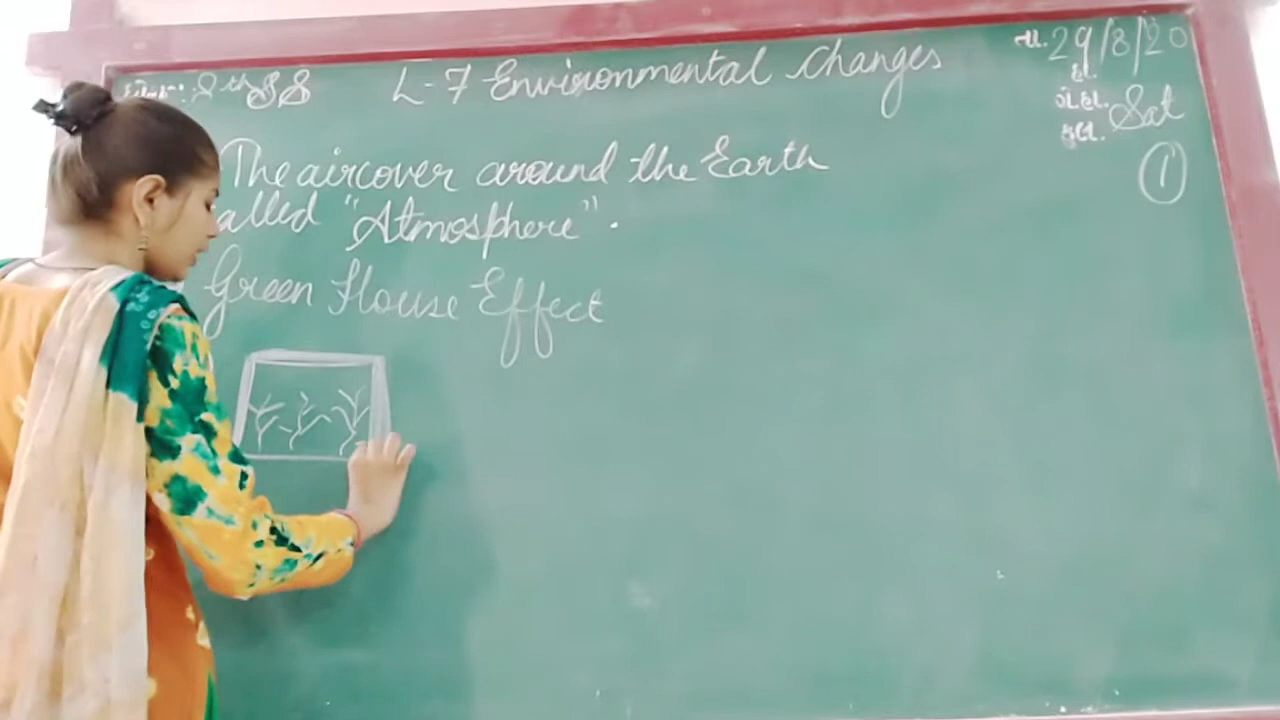 8th SS
L-7 Environmental Changes
તા. 29/8/20
Sat
1
The aircover around the Earth
alled "Atmosphere".
Green House Effect